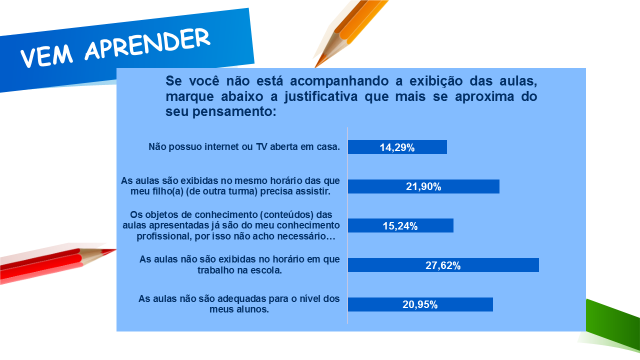 VEM APRENDER
Se você não está acompanhando a exibição das aulas,
marque abaixo a justificativa que mais se aproxima do
seu pensamento:
Não possuo internet ou TV aberta em casa.
14,29%
As aulas são exibidas no mesmo horário das que
meu filho(a) (de outra turma) precisa assistir.
21,90%
Os objetos de conhecimento (conteúdos) das
aulas apresentadas já são do meu conhecimento
profissional, por isso não acho necessário…
15,24%
As aulas não são exibidas no horário em que
trabalho na escola.
27,62%
As aulas não são adequadas para o nível dos
meus alunos.
20,95%